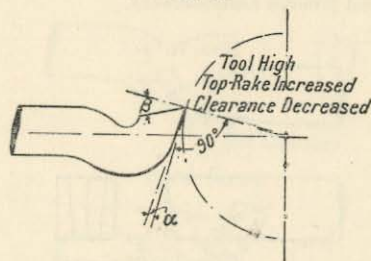 Tool High
Top-Rake Increased
Clearance Decreased
β
90°
α